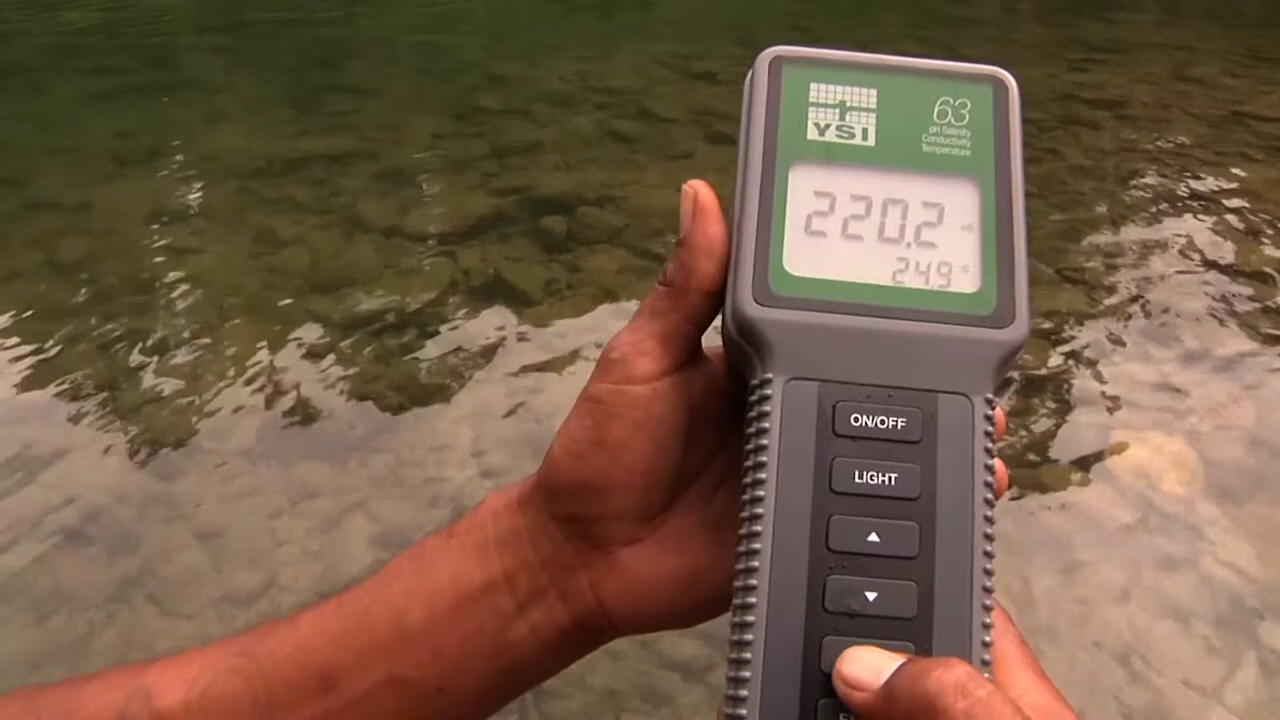 YSI
63
pH Salinity
Conductivity
Temperature
220.2
24.9 °C
ON/OFF
LIGHT